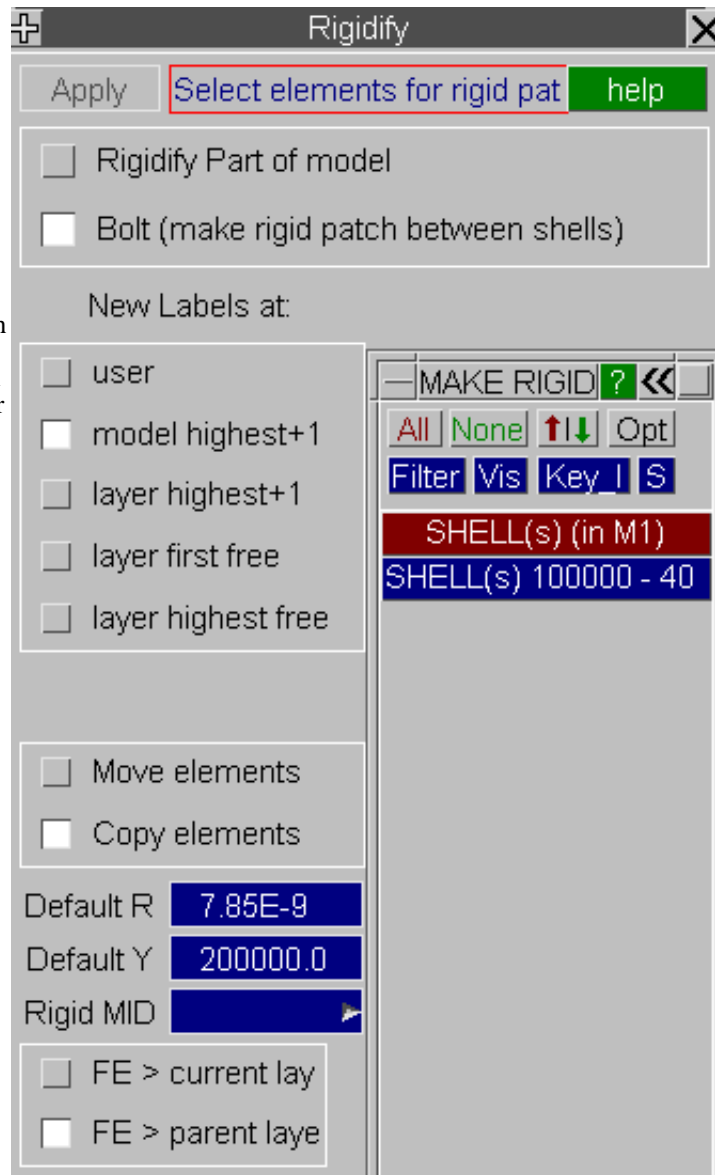 Rigidify
Apply Select elements for rigid pat help
Rigidify Part of model
Bolt (make rigid patch between shells)
New Labels at:
user
model highest+1
layer highest+1
layer first free
layer highest free
MAKE RIGID ? <<
All None Opt
Filter Vis Key_I S
SHELL(s) (in M1)
SHELL(s) 100000 - 40
Move elements
Copy elements
Default R 7.85E-9
Default Y 200000.0
Rigid MID
FE > current lay
FE > parent laye